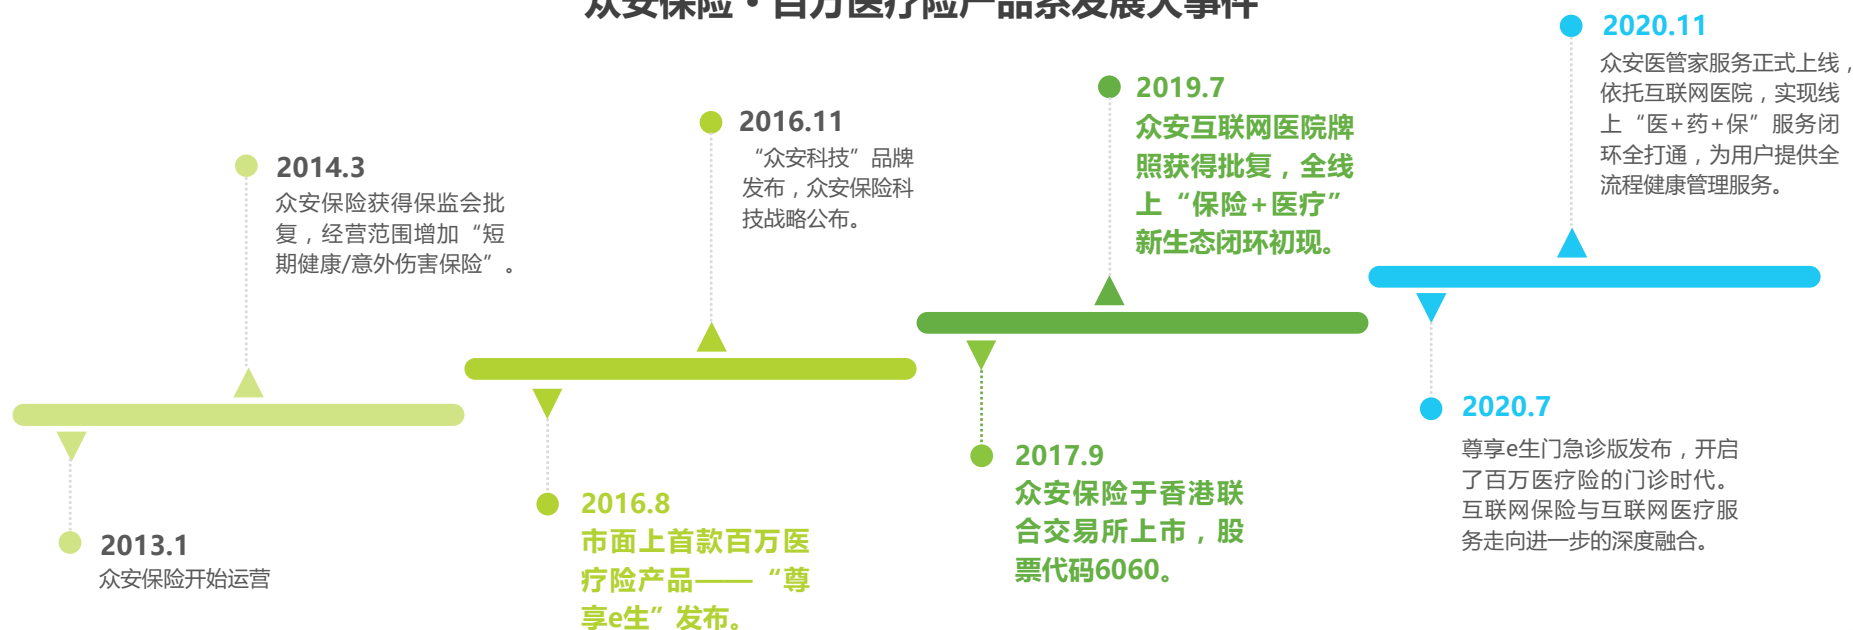 众安保险·百万医疗险产品系发展大事件
2013.1
众安保险开始运营
2014.3
众安保险获得保监会批
复，经营范围增加“短
期健康/意外伤害保险”。
2016.8
市面上首款百万医
疗险产品——“尊
享e生”发布。
2016.11
“众安科技”品牌
发布，众安保险科
技战略公布。
2017.9
众安保险于香港联
合交易所上市，股
票代码6060。
2019.7
众安互联网医院牌
照获得批复，全线
上“保险+医疗”
新生态闭环初现。
2020.7
尊享e生门急诊版发布，开启
了百万医疗险的门诊时代。
互联网保险与互联网医疗服
务走向进一步的深度融合。
2020.11
众安医管家服务正式上线，
依托互联网医院，实现线
上“医+药+保”服务闭
环全打通，为用户提供全
流程健康管理服务。